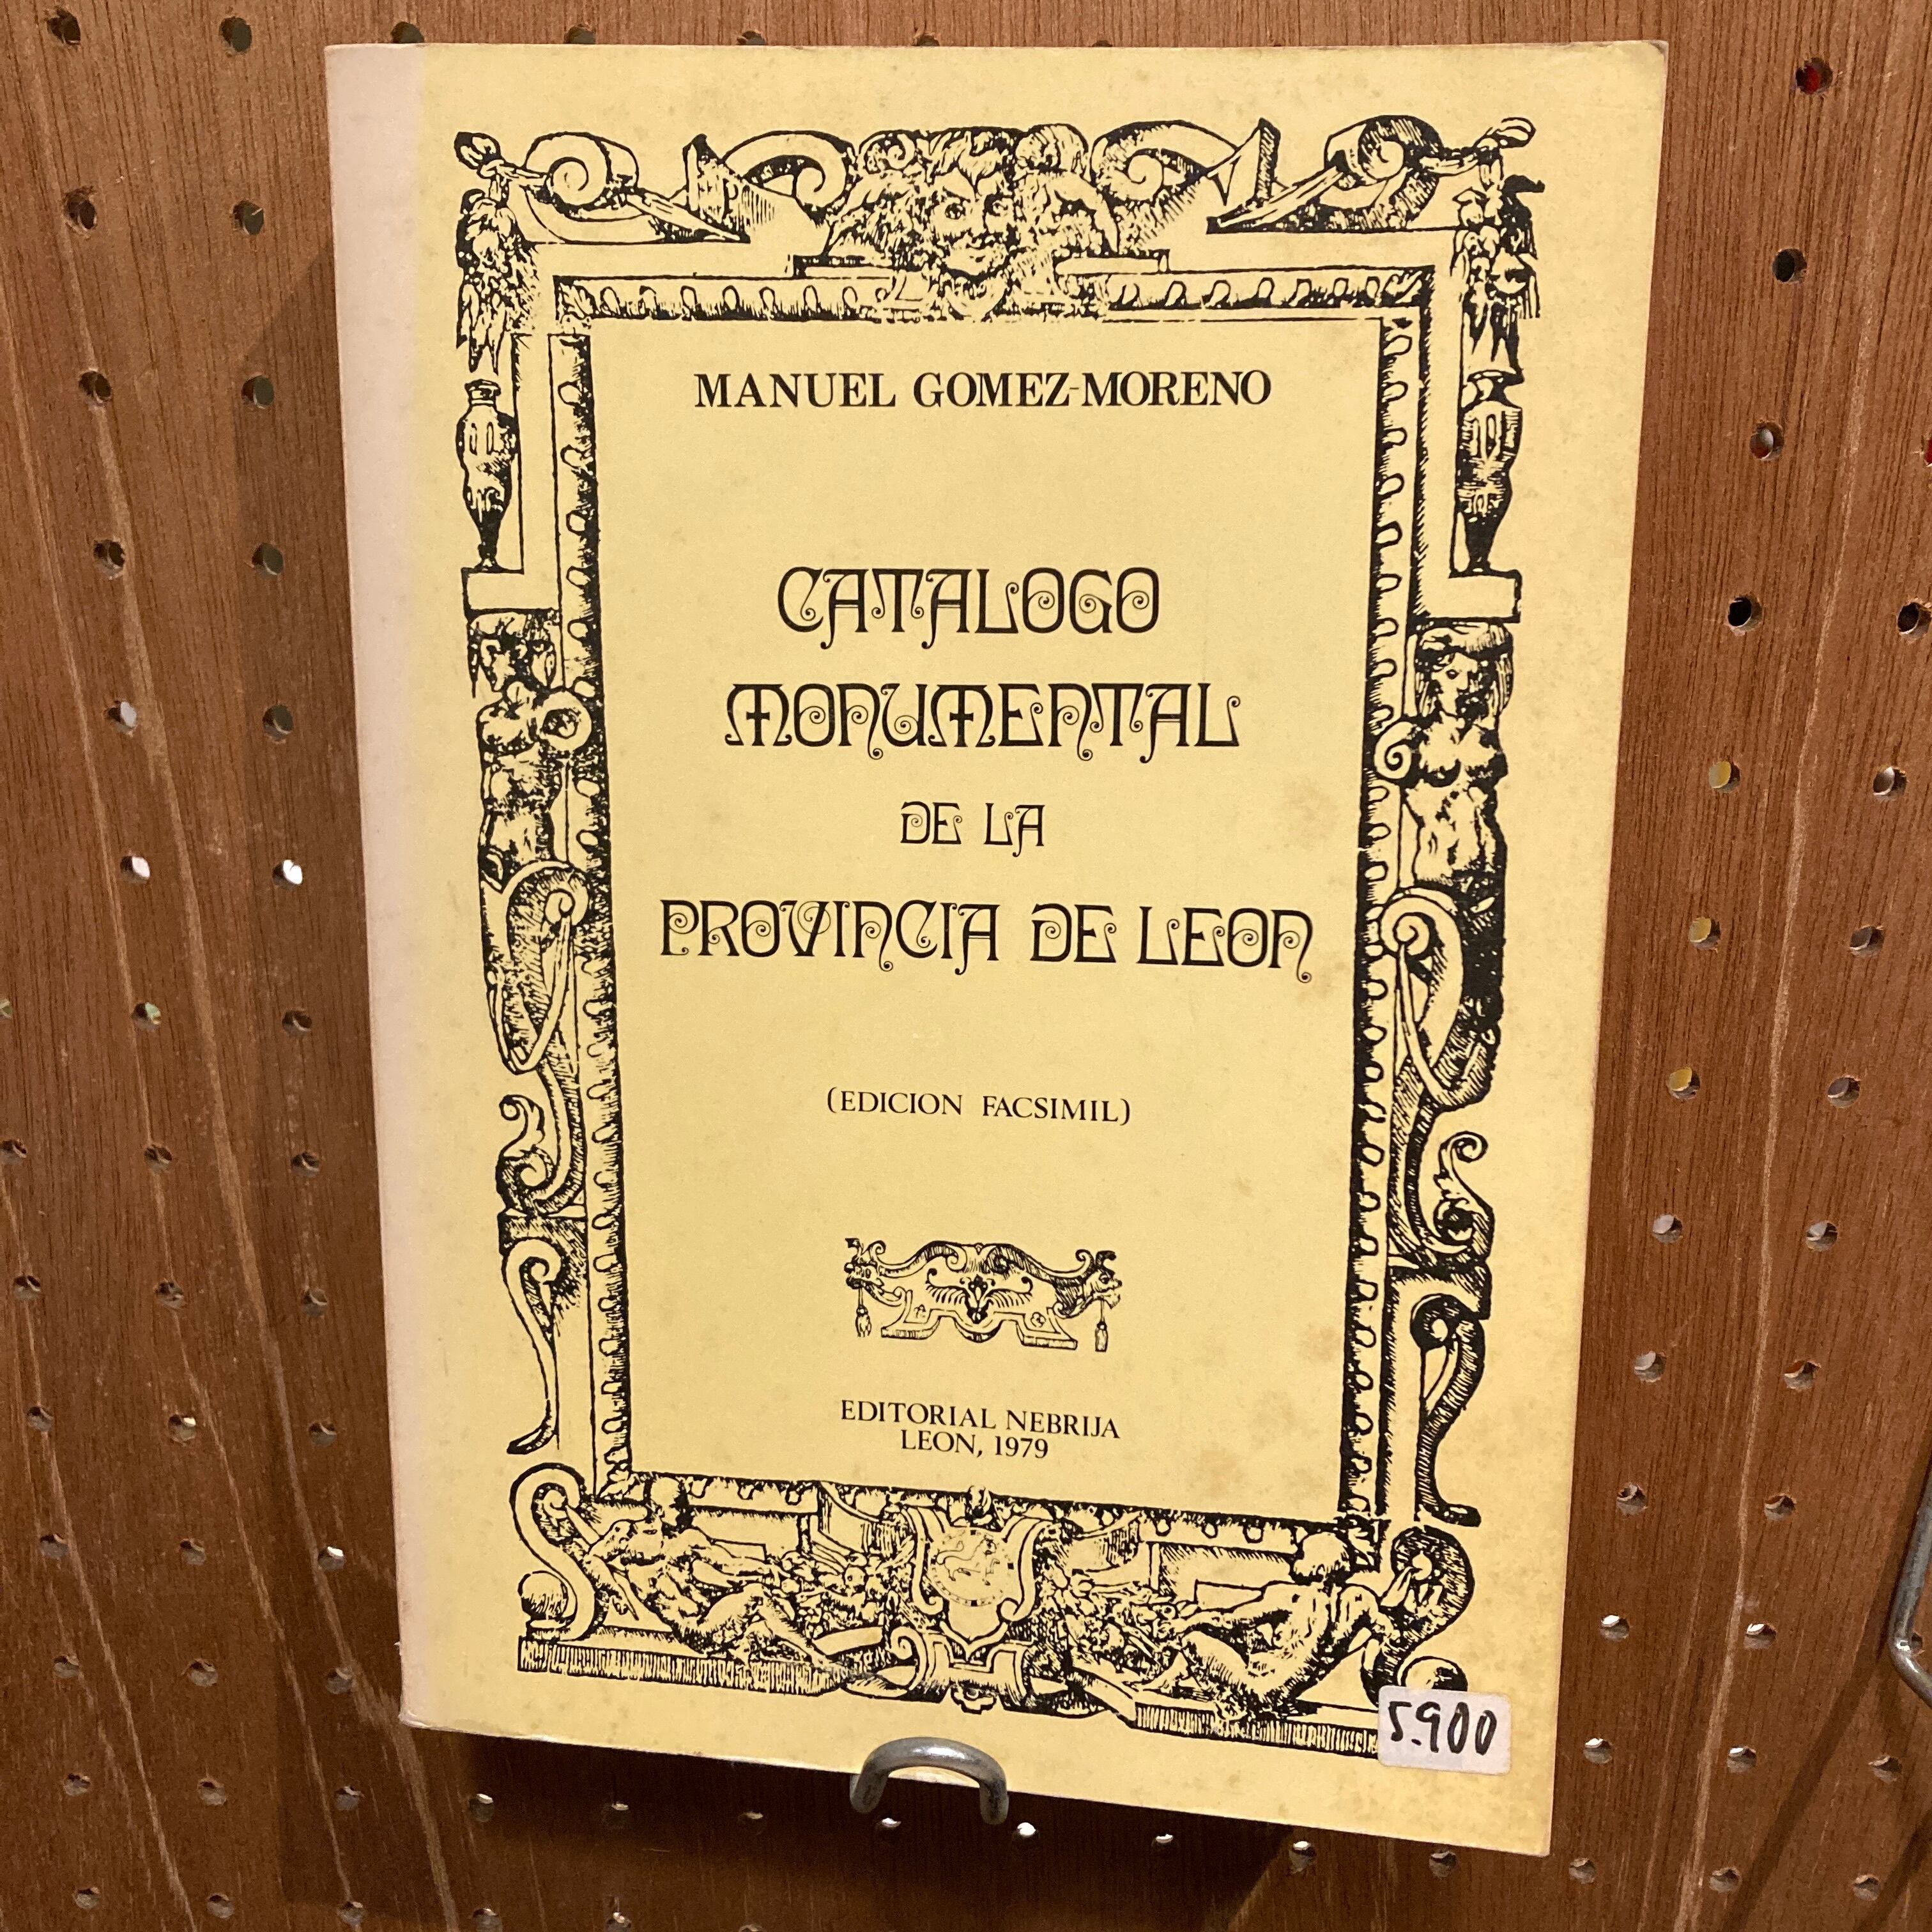 MANUEL GOMEZ-MORENO
CATALOGO
MONUMENTAL
DE LA
PROVINCIA DE LEON
(EDICION FACSIMIL)
EDITORIAL NEBRIJA
LEON, 1979
5.900